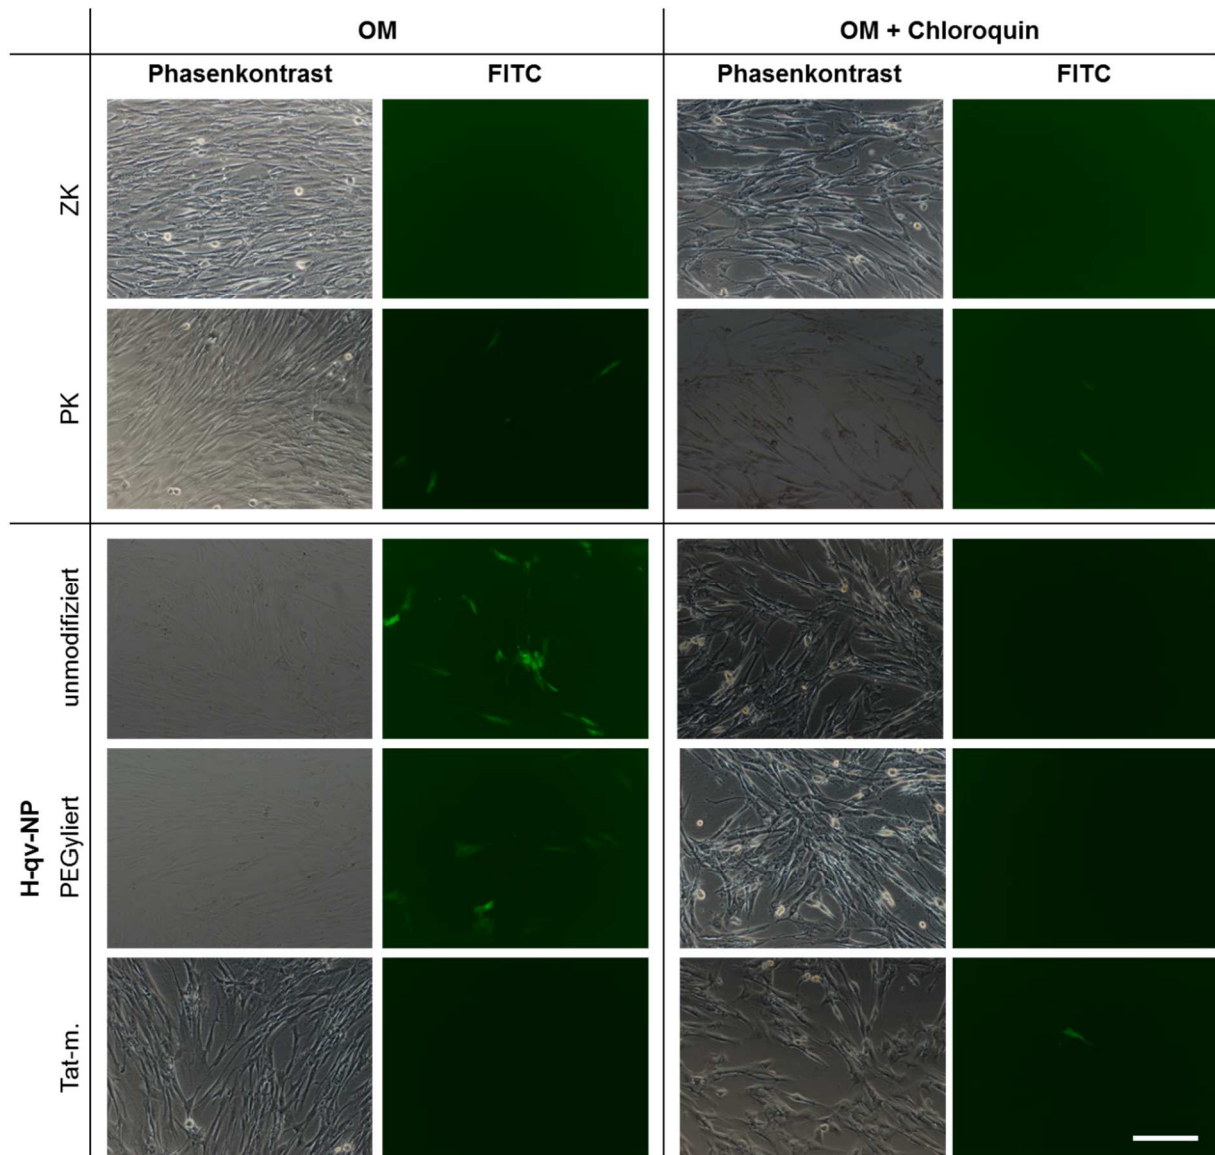 OM
OM + Chloroquin
Phasenkontrast
FITC
Phasenkontrast
FITC
ZK
PK
H-qv-NP
unmodifiziert
PEGyliert
Tat-m.